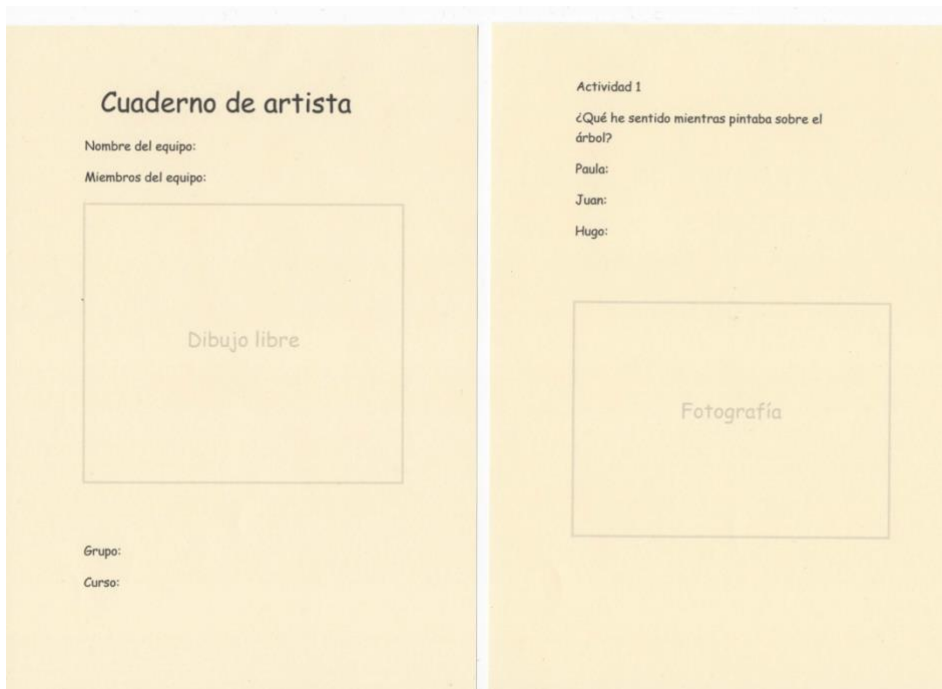 Cuaderno de artista
Nombre del equipo:
Miembros del equipo:
Dibujo libre
Grupo:
Curso:
Actividad 1
¿Qué he sentido mientras pintaba sobre el
árbol?
Paula:
Juan:
Hugo:
Fotografía